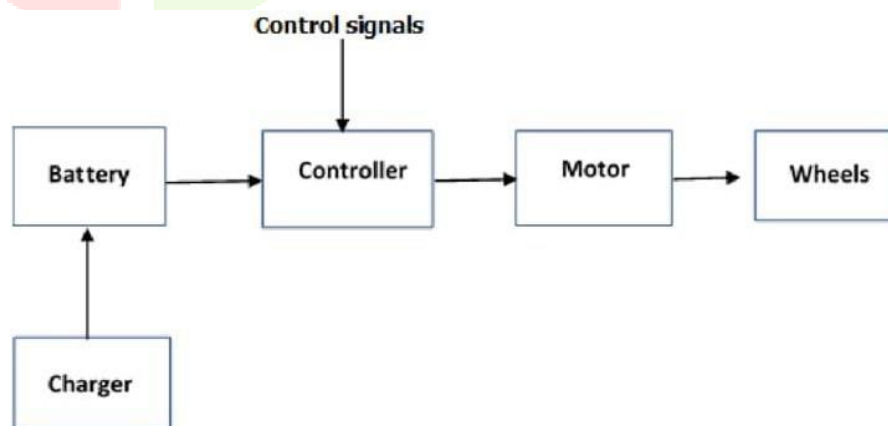 Control signals
Battery
Controller
Motor
Wheels
Charger